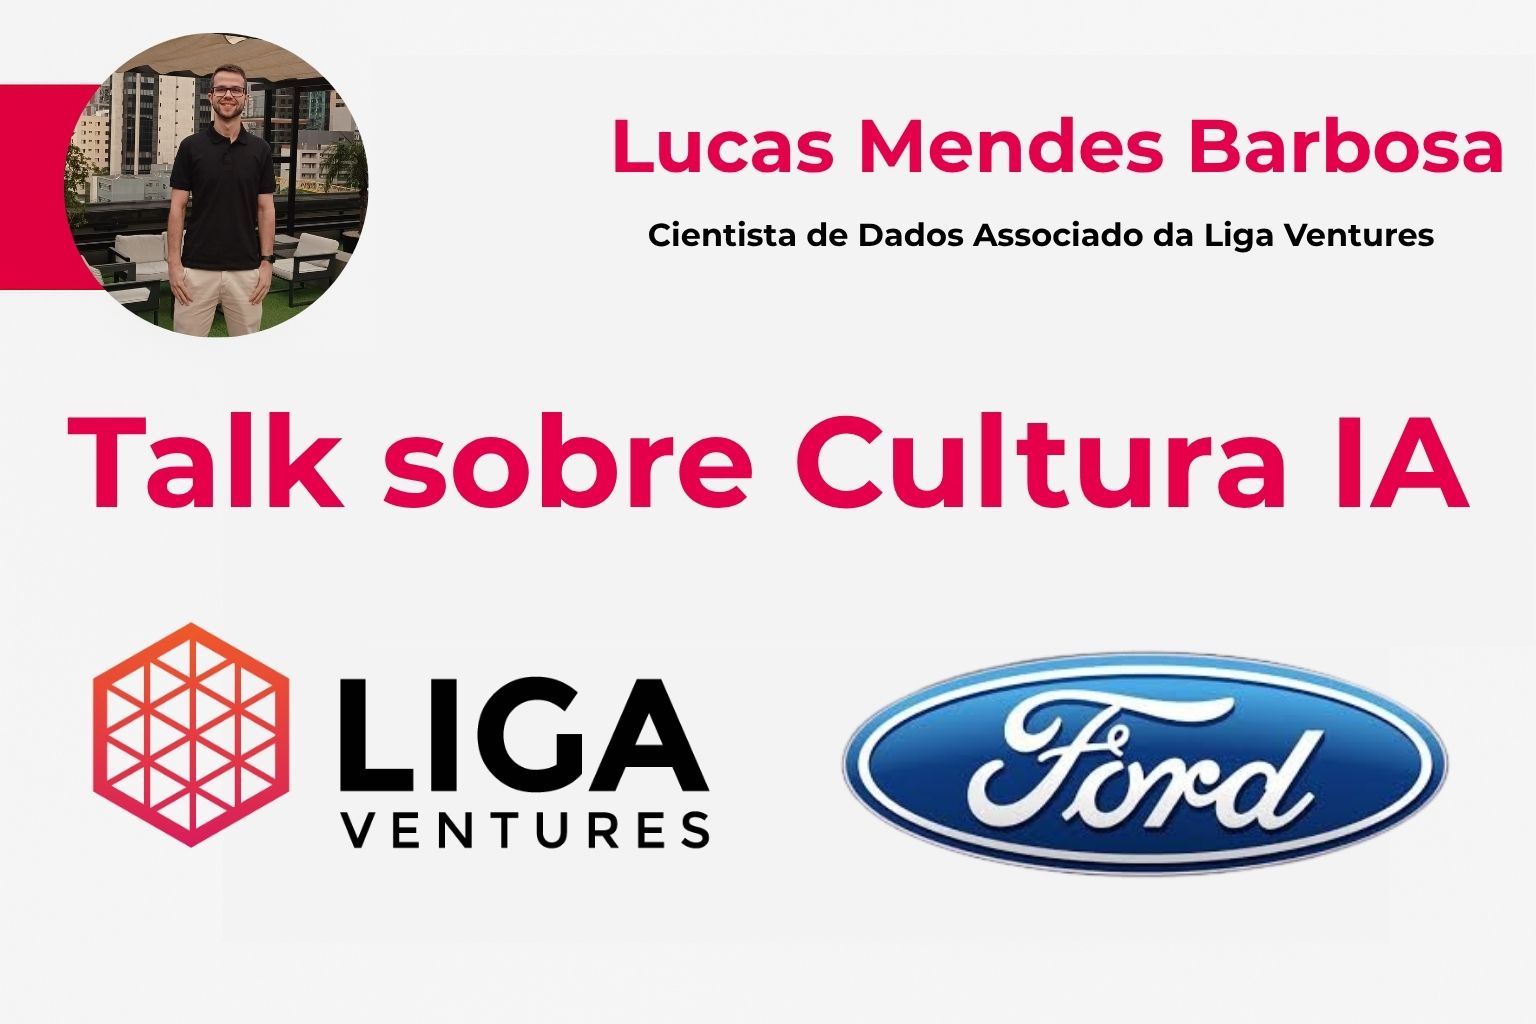 Lucas Mendes Barbosa
Cientista de Dados Associado da Liga Ventures
Talk sobre Cultura IA
LIGA
VENTURES
Ford